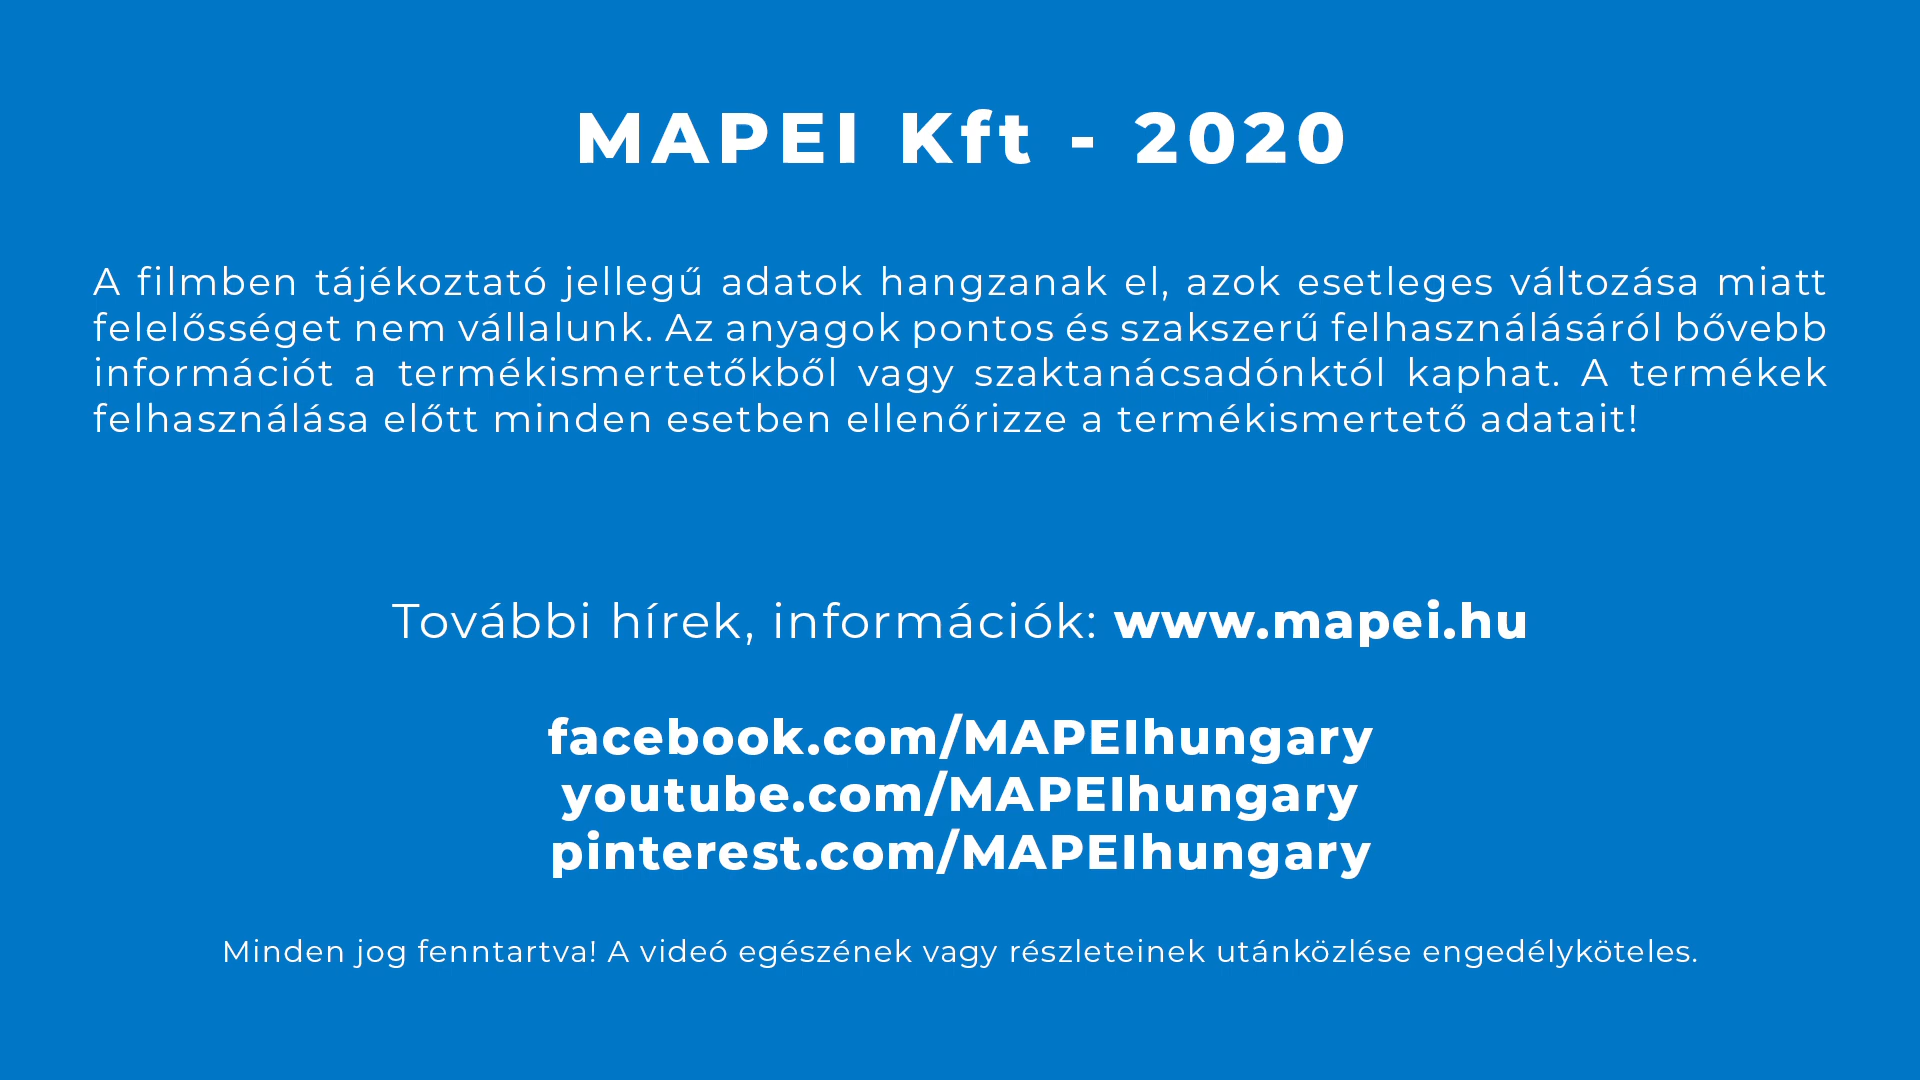 MAPEI Kft - 2020
A filmben tájékoztató jellegű adatok hangzanak el, azok esetleges változása miatt
felelősséget nem vállalunk. Az anyagok pontos és szakszerű felhasználásáról bővebb
információt a termékismertetőkből vagy szaktanácsadónktól kaphat. A termékek
felhasználása előtt minden esetben ellenőrizze a termékismertető adatait!
További hírek, információk: www.mapei.hu
facebook.com/MAPEIhungary
youtube.com/MAPEIhungary
pinterest.com/MAPEIhungary
Minden jog fenntartva! A videó egészének vagy részleteinek utánközlése engedélyköteles.